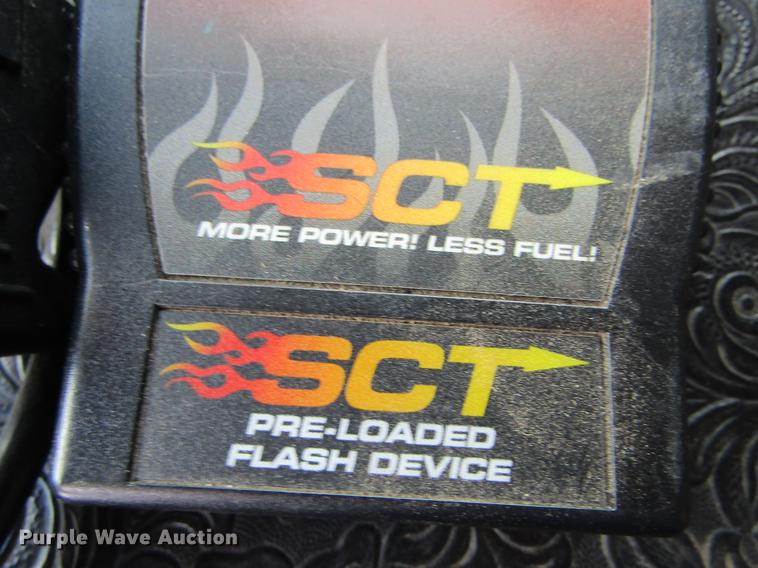 SCT
MORE POWER! LESS FUEL!
SCT
PRE-LOADED
FLASH DEVICE
Purple Wave Auction